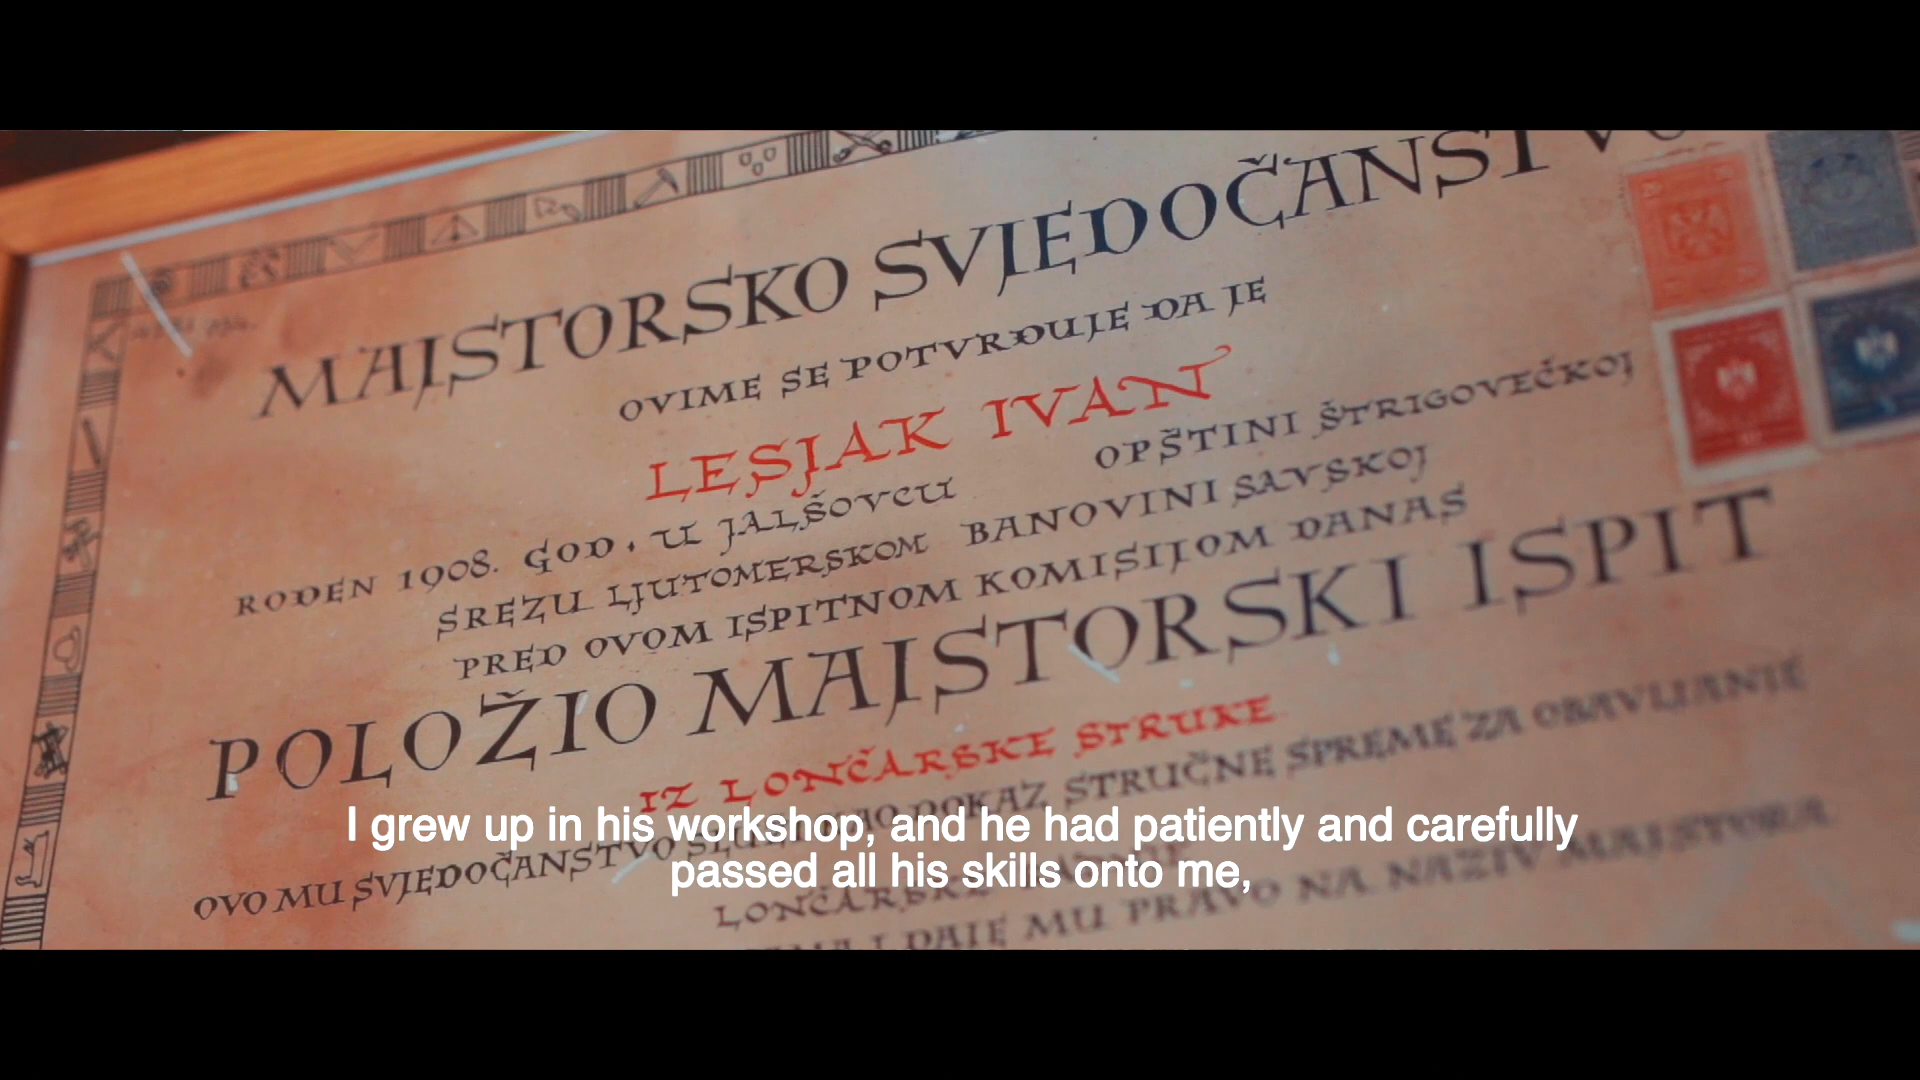 MAJSTORSKO SVJEDOČANSTVO
OVIME SE POTVRĐUJE DA JE
LESJAK IVAN
ROĐEN 1908. GOD. U JALŠOVCU OPŠTINI ŠTRIGOVEČKOJ
SREZU LJUTOMERSKOM BANOVINI SAVSKOJ
PRED OVOM ISPITNOM KOMISIJOM DANAS
POLOŽIO MAJSTORSKI ISPIT
IZ LONČARSKE STRUKE
OVO MU SVJEDOČANSTVO SLUŽI KAO DOKAZ STRUČNE SPREME ZA OBAVLJANJE
I grew up in his workshop, and he had patiently and carefully
passed all his skills onto me,
LONČARSKE
I DAJE MU PRAVO NA NAZIV MAJSTORA